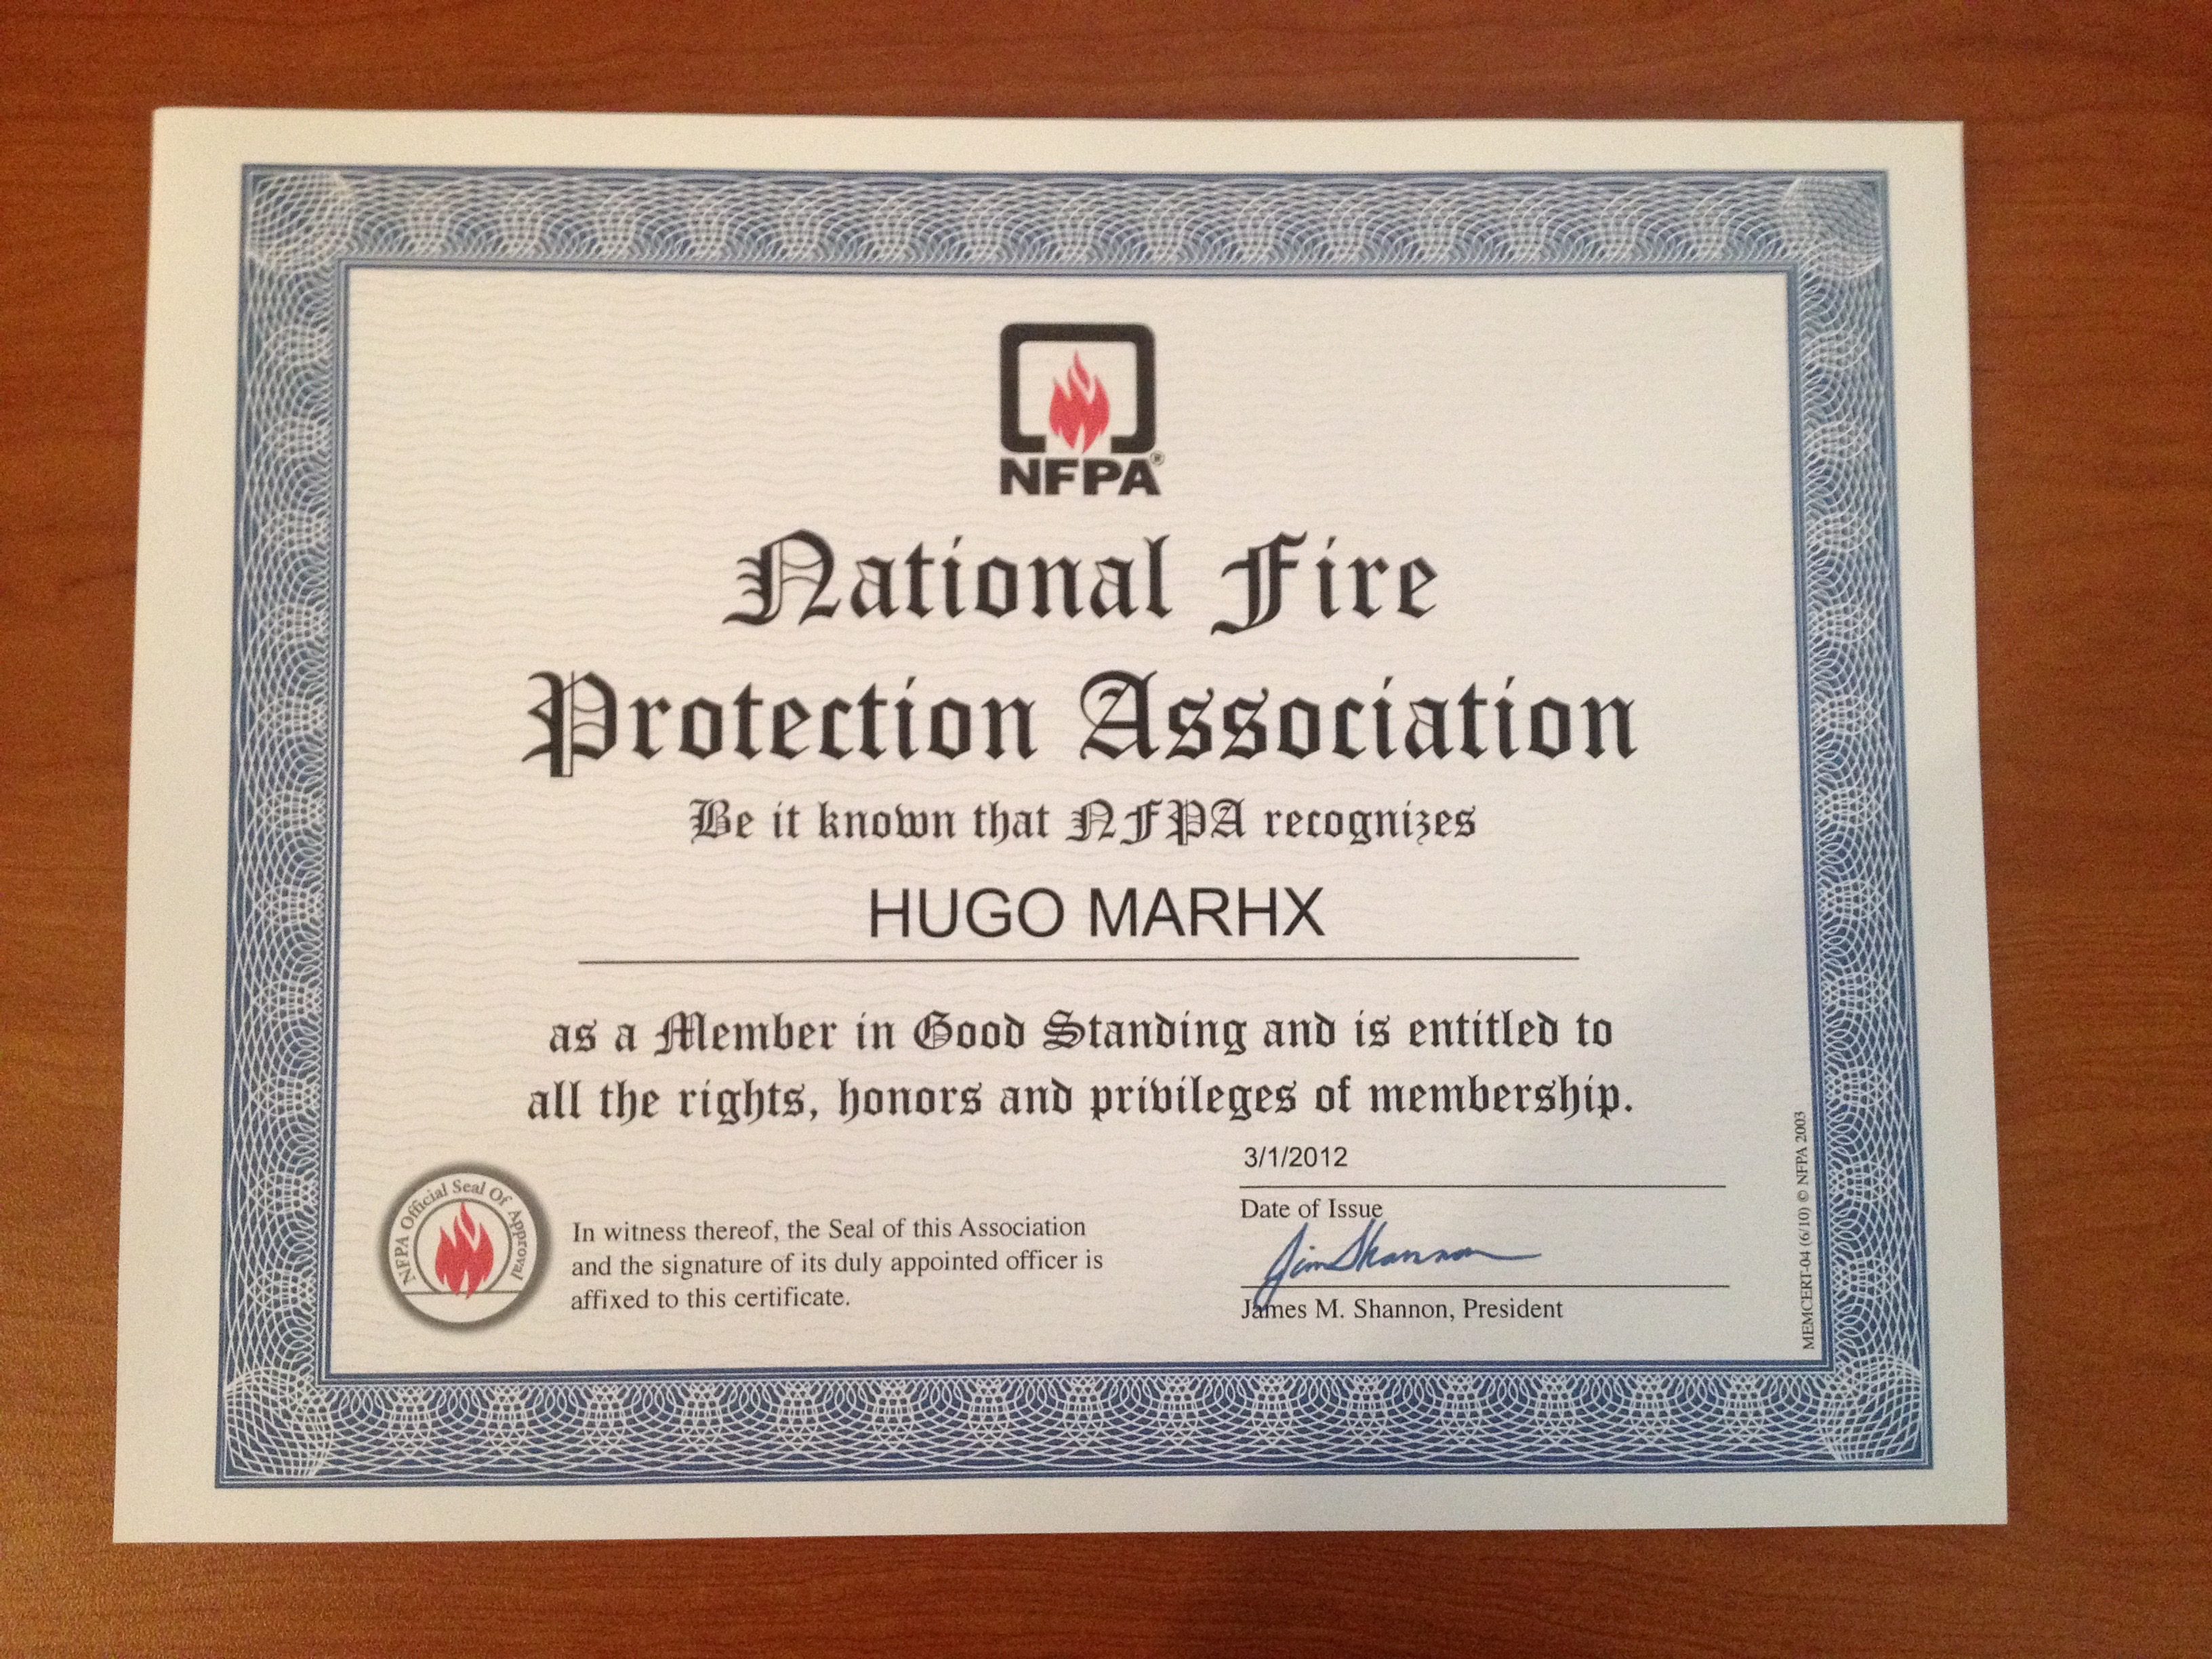 NFPA®
National Fire
Protection Association
Be it known that NFPA recognizes
HUGO MARHX
as a Member in Good Standing and is entitled to
all the rights, honors and privileges of membership.
3/1/2012
Date of Issue
Jim Shannon
James M. Shannon, President
NFPA Official Seal Of Approval
In witness thereof, the Seal of this Association
and the signature of its duly appointed officer is
affixed to this certificate.
MEMCERT-04 (6/10) © NFPA 2003